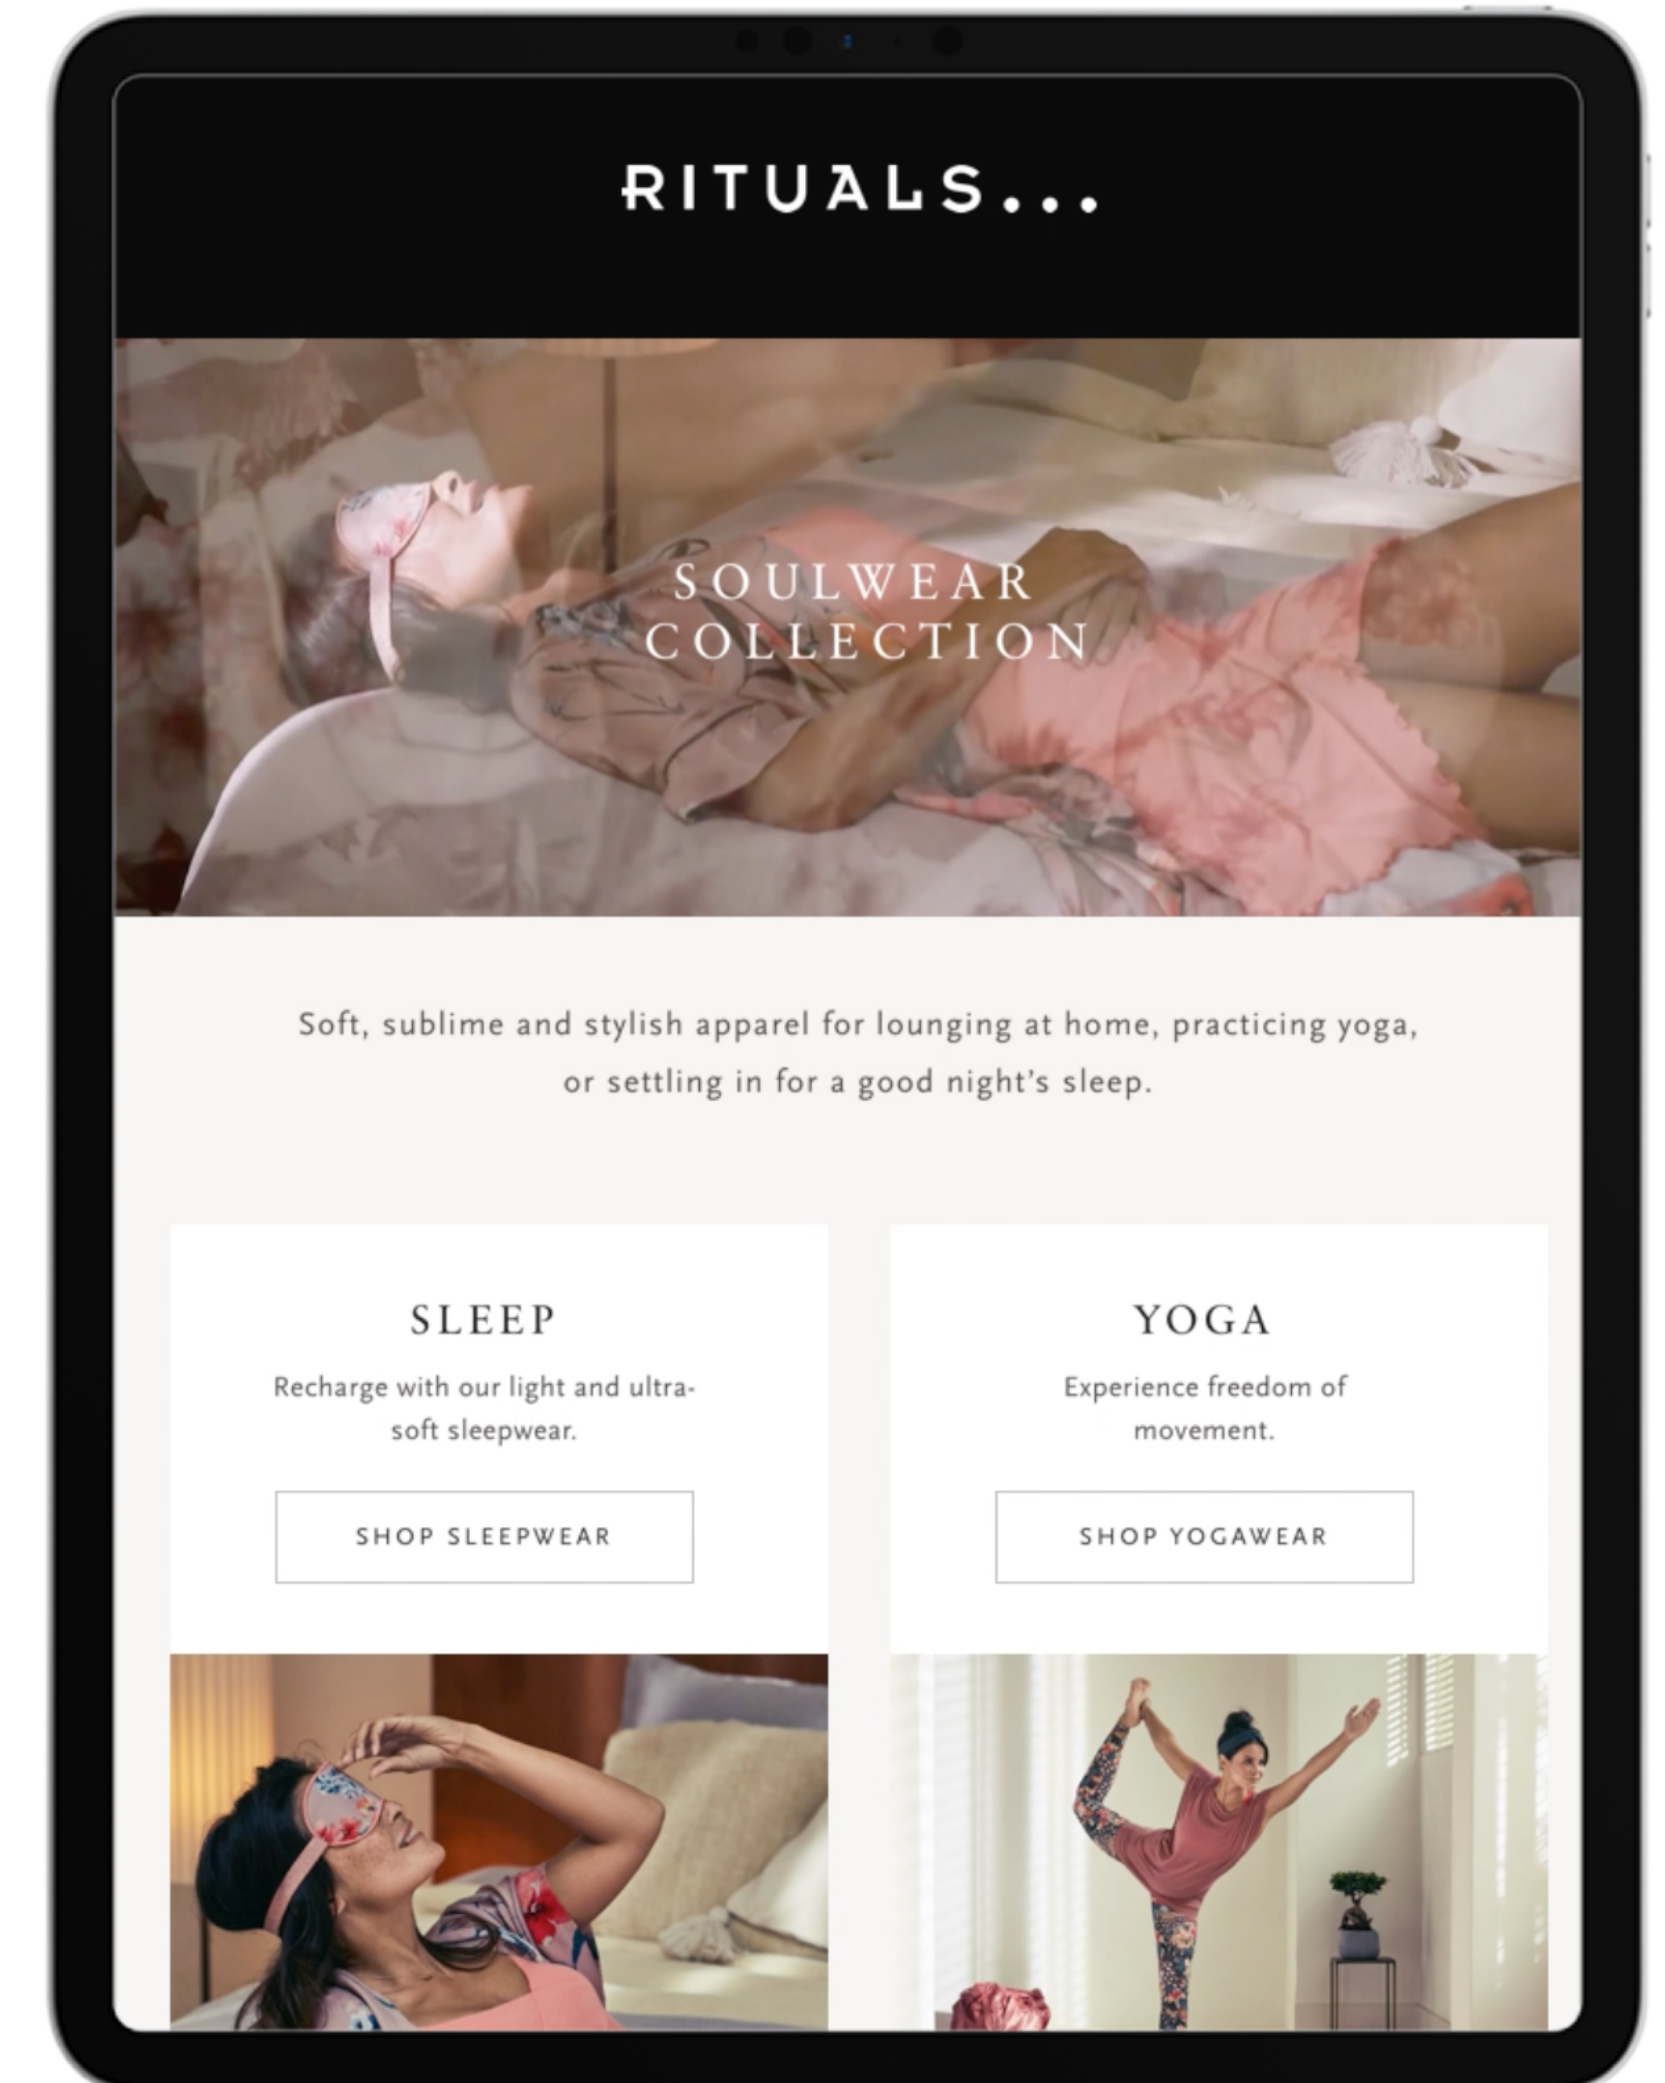 RITUALS...
SOULWEAR
COLLECTION
Soft, sublime and stylish apparel for lounging at home, practicing yoga,
or settling in for a good night’s sleep.
SLEEP
Recharge with our light and ultra-
soft sleepwear.
SHOP SLEEPWEAR
YOGA
Experience freedom of
movement.
SHOP YOGAWEAR